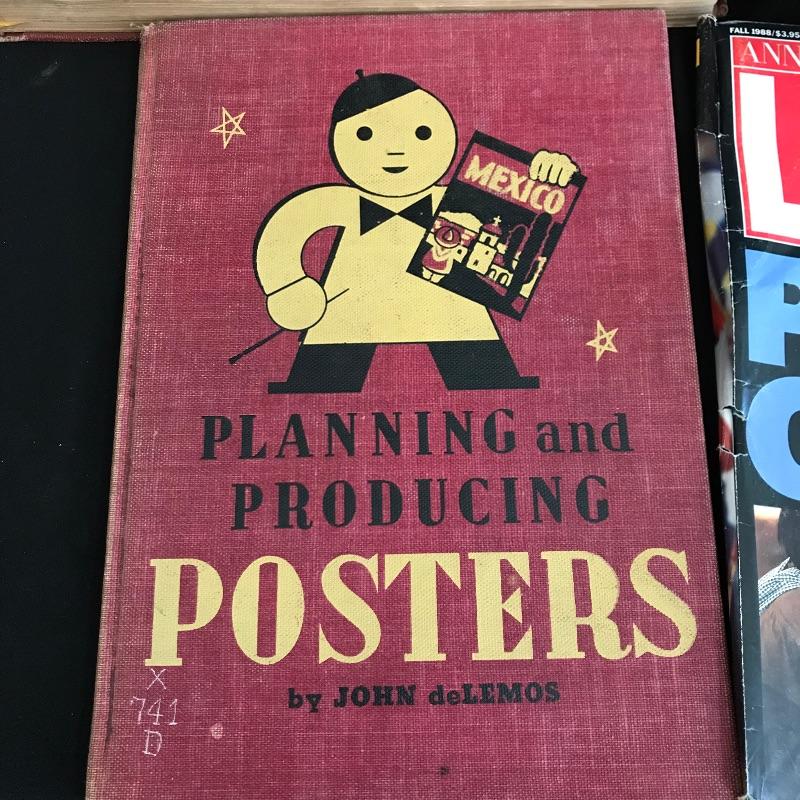 MEXICO
PLANNING and
PRODUCING
POSTERS
by JOHN deLEMOS
X
741
D
FALL 1988/$3.95